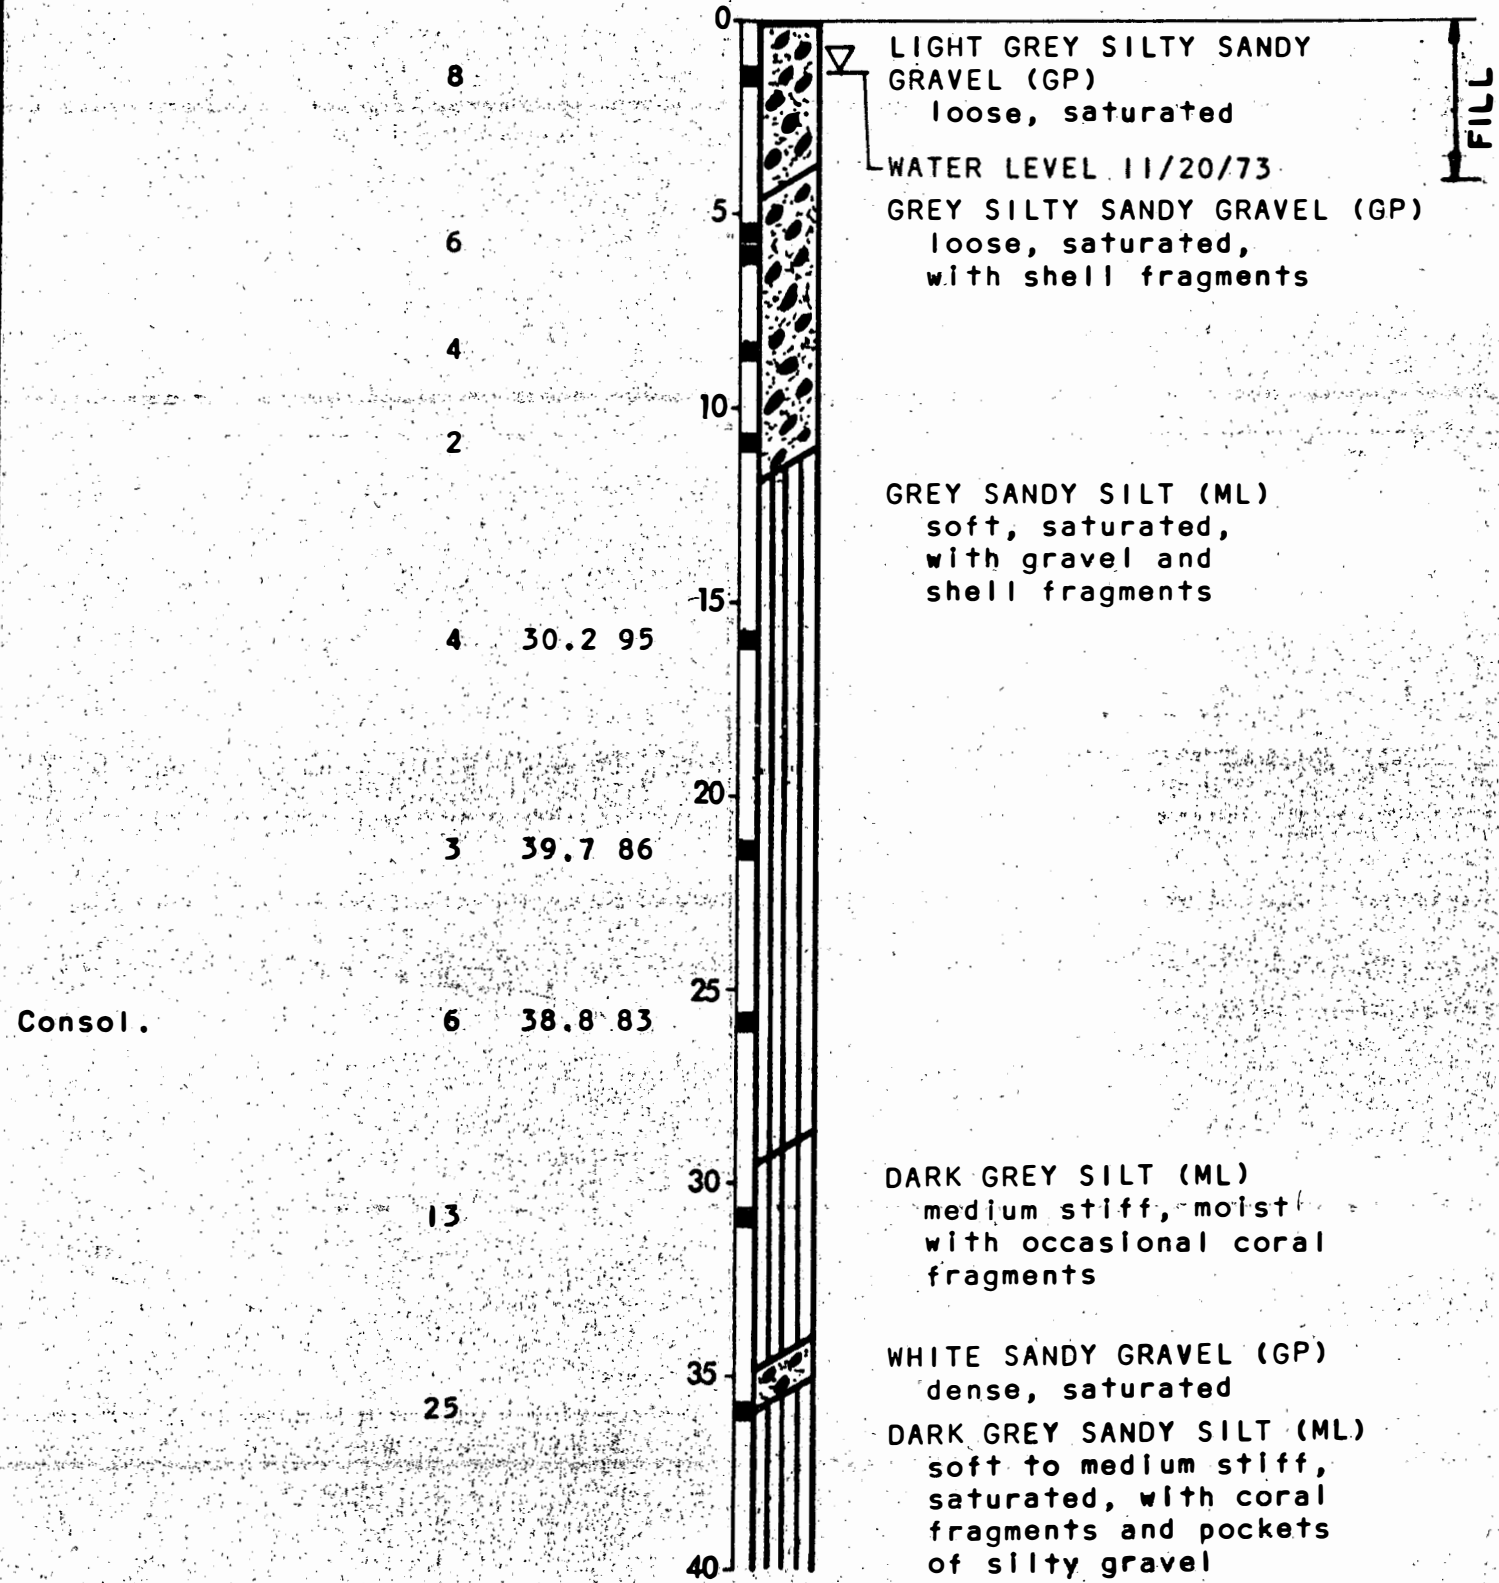 0
LIGHT GREY SILTY SANDY
8
GRAVEL (GP)
loose, saturated
FILL
WATER LEVEL 11/20/73
5
GREY SILTY SANDY GRAVEL (GP)
6
loose, saturated,
with shell fragments
4
10
2
GREY SANDY SILT (ML)
soft, saturated,
with gravel and
shell fragments
15
4 30.2 95
20
3 39.7 86
25
Consol. 6 38.8 83
30
DARK GREY SILT (ML)
13
medium stiff, moist
with occasional coral
fragments
35
WHITE SANDY GRAVEL (GP)
dense, saturated
25
DARK GREY SANDY SILT (ML)
soft to medium stiff,
saturated, with coral
fragments and pockets
of silty gravel
40